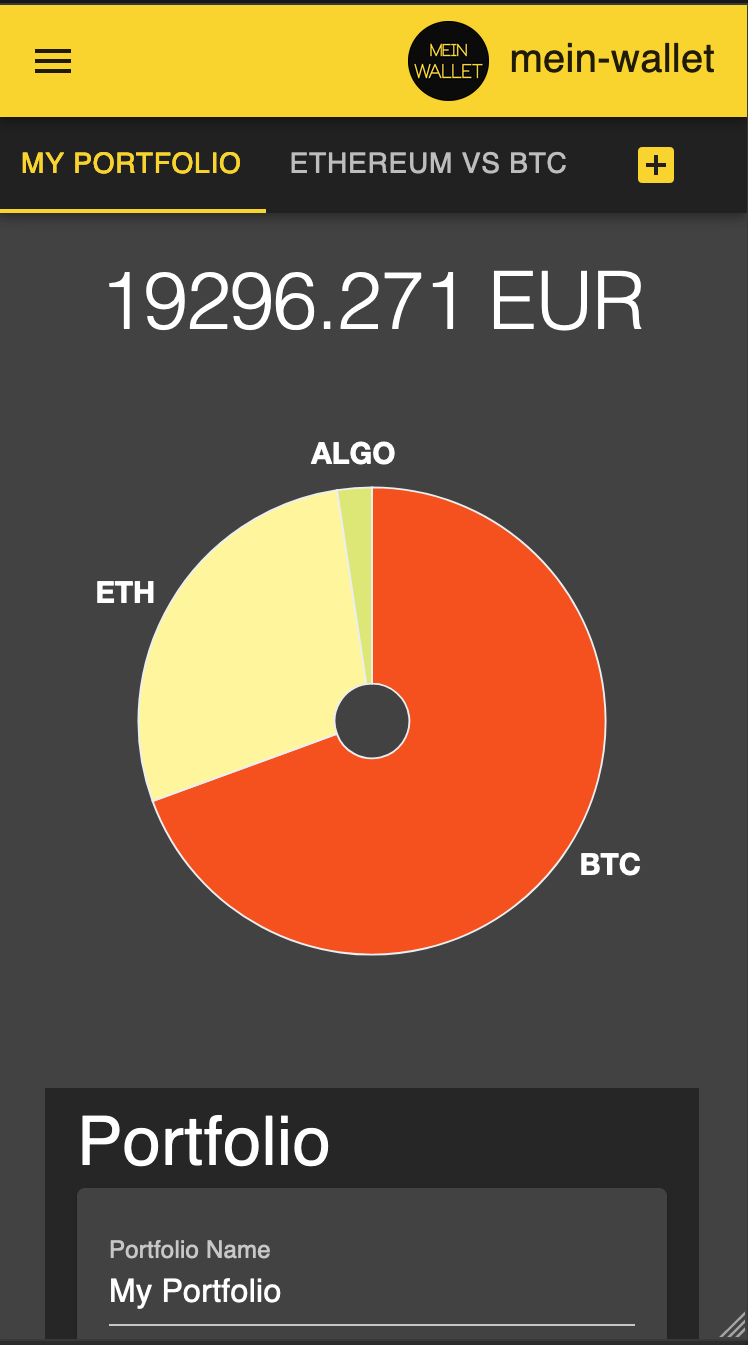 MEIN
WALLET
mein-wallet
MY PORTFOLIO
ETHEREUM VS BTC
19296.271 EUR
ALGO
ETH
BTC
Portfolio
Portfolio Name
My Portfolio